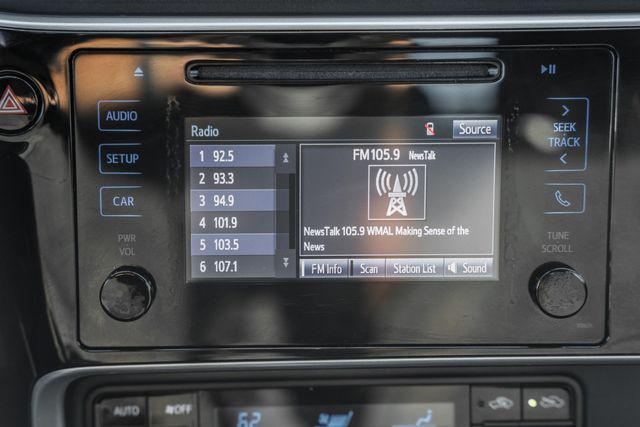 AUDIO
SETUP
CAR
PWR
VOL
Radio
Source
1 92.5
2 93.3
3 94.9
4 101.9
5 103.5
6 107.1
FM105.9 NewsTalk
NewsTalk 105.9 WMAL Making Sense of the
News
FM Info Scan Station List Sound
SEEK
TRACK
TUNE
SCROLL
AUTO
OFF
62